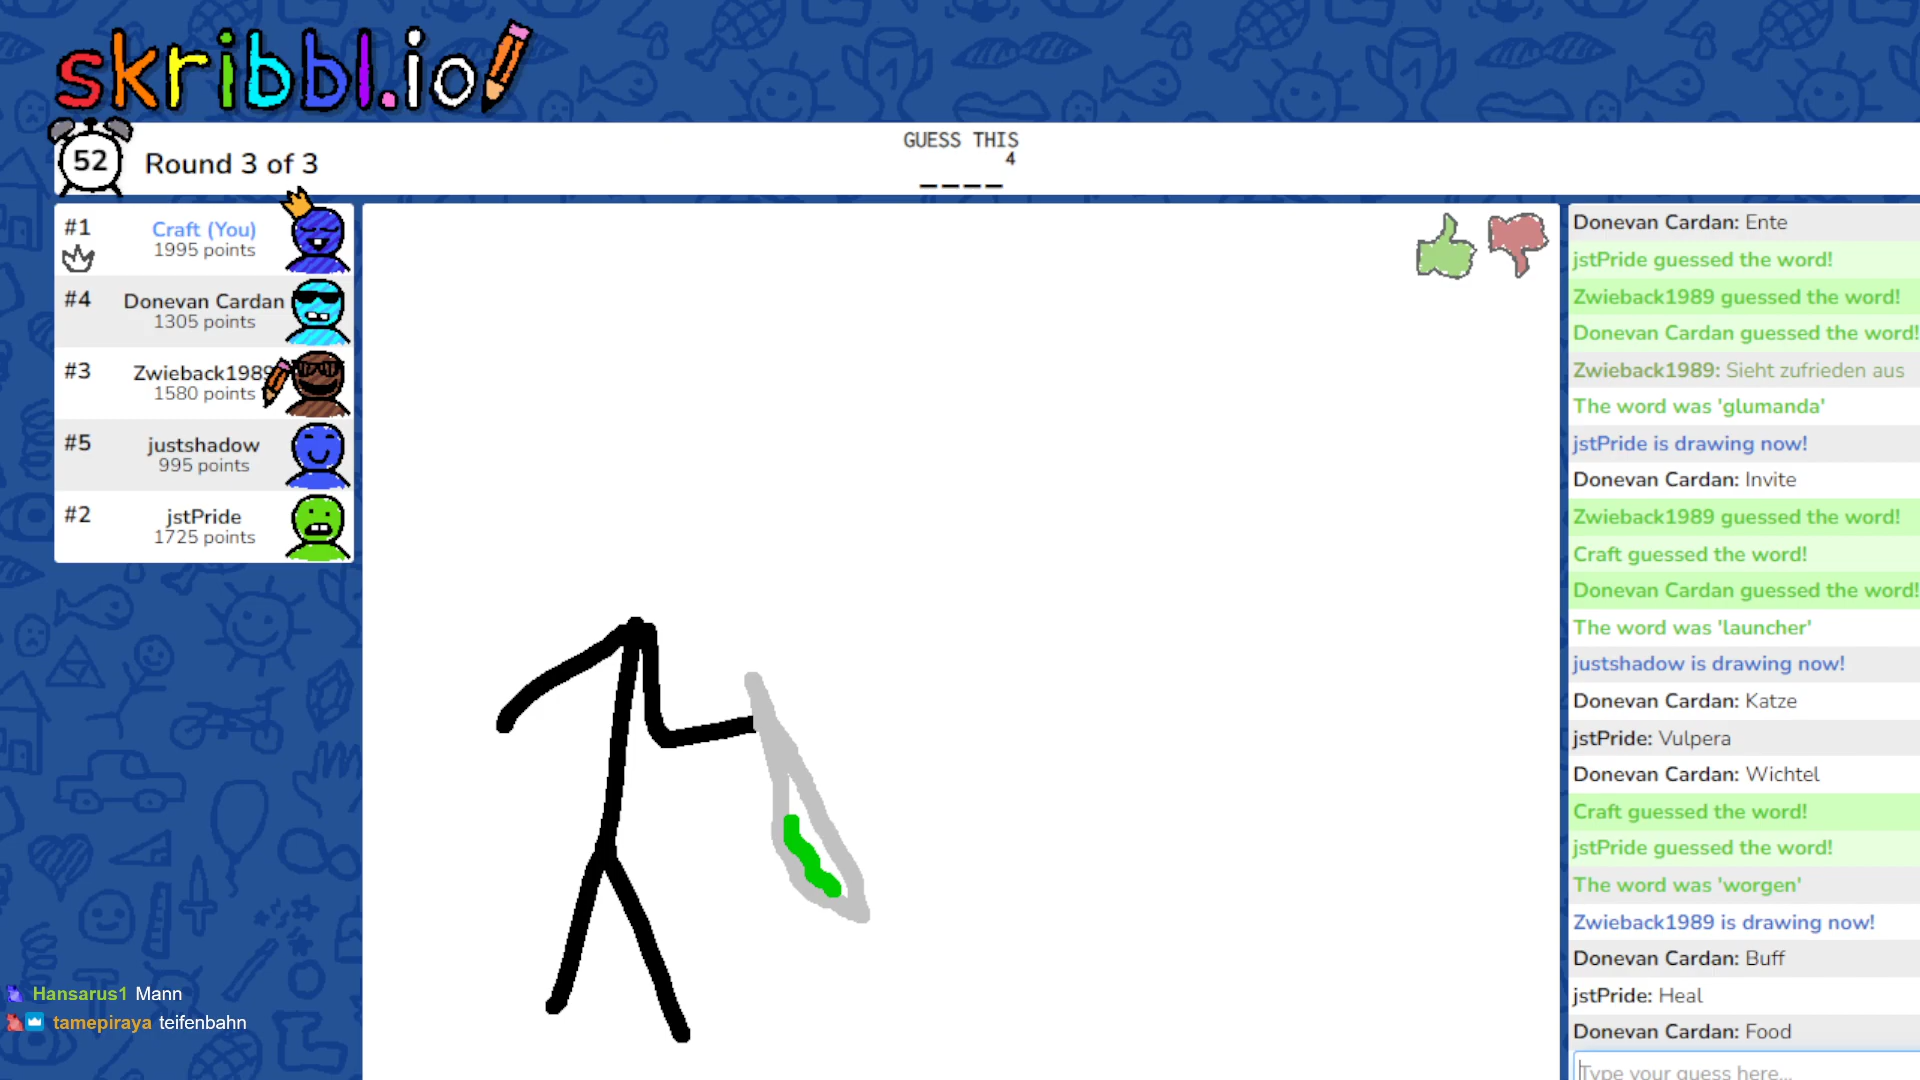 skribbl.io
52
Round 3 of 3
GUESS THIS
4
_ _ _ _
#1
Craft (You)
1995 points
#4
Donevan Cardan
1305 points
#3
Zwieback1989
1580 points
#5
justshadow
995 points
#2
jstPride
1725 points
Hansarus1 Mann
tamepiraya teifenbahn
Donevan Cardan: Ente
jstPride guessed the word!
Zwieback1989 guessed the word!
Donevan Cardan guessed the word!
Zwieback1989: Sieht zufrieden aus
The word was 'glumanda'
jstPride is drawing now!
Donevan Cardan: Invite
Zwieback1989 guessed the word!
Craft guessed the word!
Donevan Cardan guessed the word!
The word was 'launcher'
justshadow is drawing now!
Donevan Cardan: Katze
jstPride: Vulpera
Donevan Cardan: Wichtel
Craft guessed the word!
jstPride guessed the word!
The word was 'worgen'
Zwieback1989 is drawing now!
Donevan Cardan: Buff
jstPride: Heal
Donevan Cardan: Food
Type your guess here...